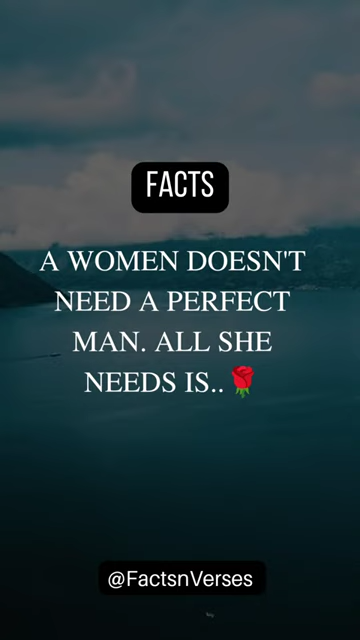 FACTS
A WOMEN DOESN'T
NEED A PERFECT
MAN. ALL SHE
NEEDS IS..🌹
@FactsnVerses